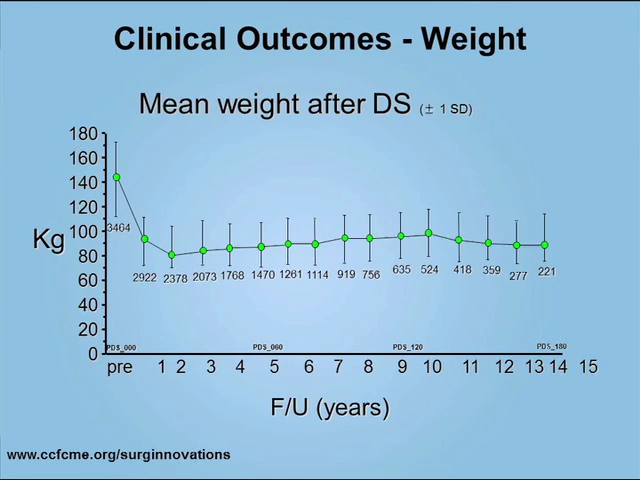 Clinical Outcomes - Weight
Mean weight after DS (± 1 SD)
180
160
140
120
100
80
60
40
20
0
Kg
3464
2922 2378 2073 1768 1470 1261 1114 919 756 635 524 418 359 277 221
PDS_000 PDS_060 PDS_120 PDS_180
pre 1 2 3 4 5 6 7 8 9 10 11 12 13 14 15
F/U (years)
www.ccfcme.org/surginnovations